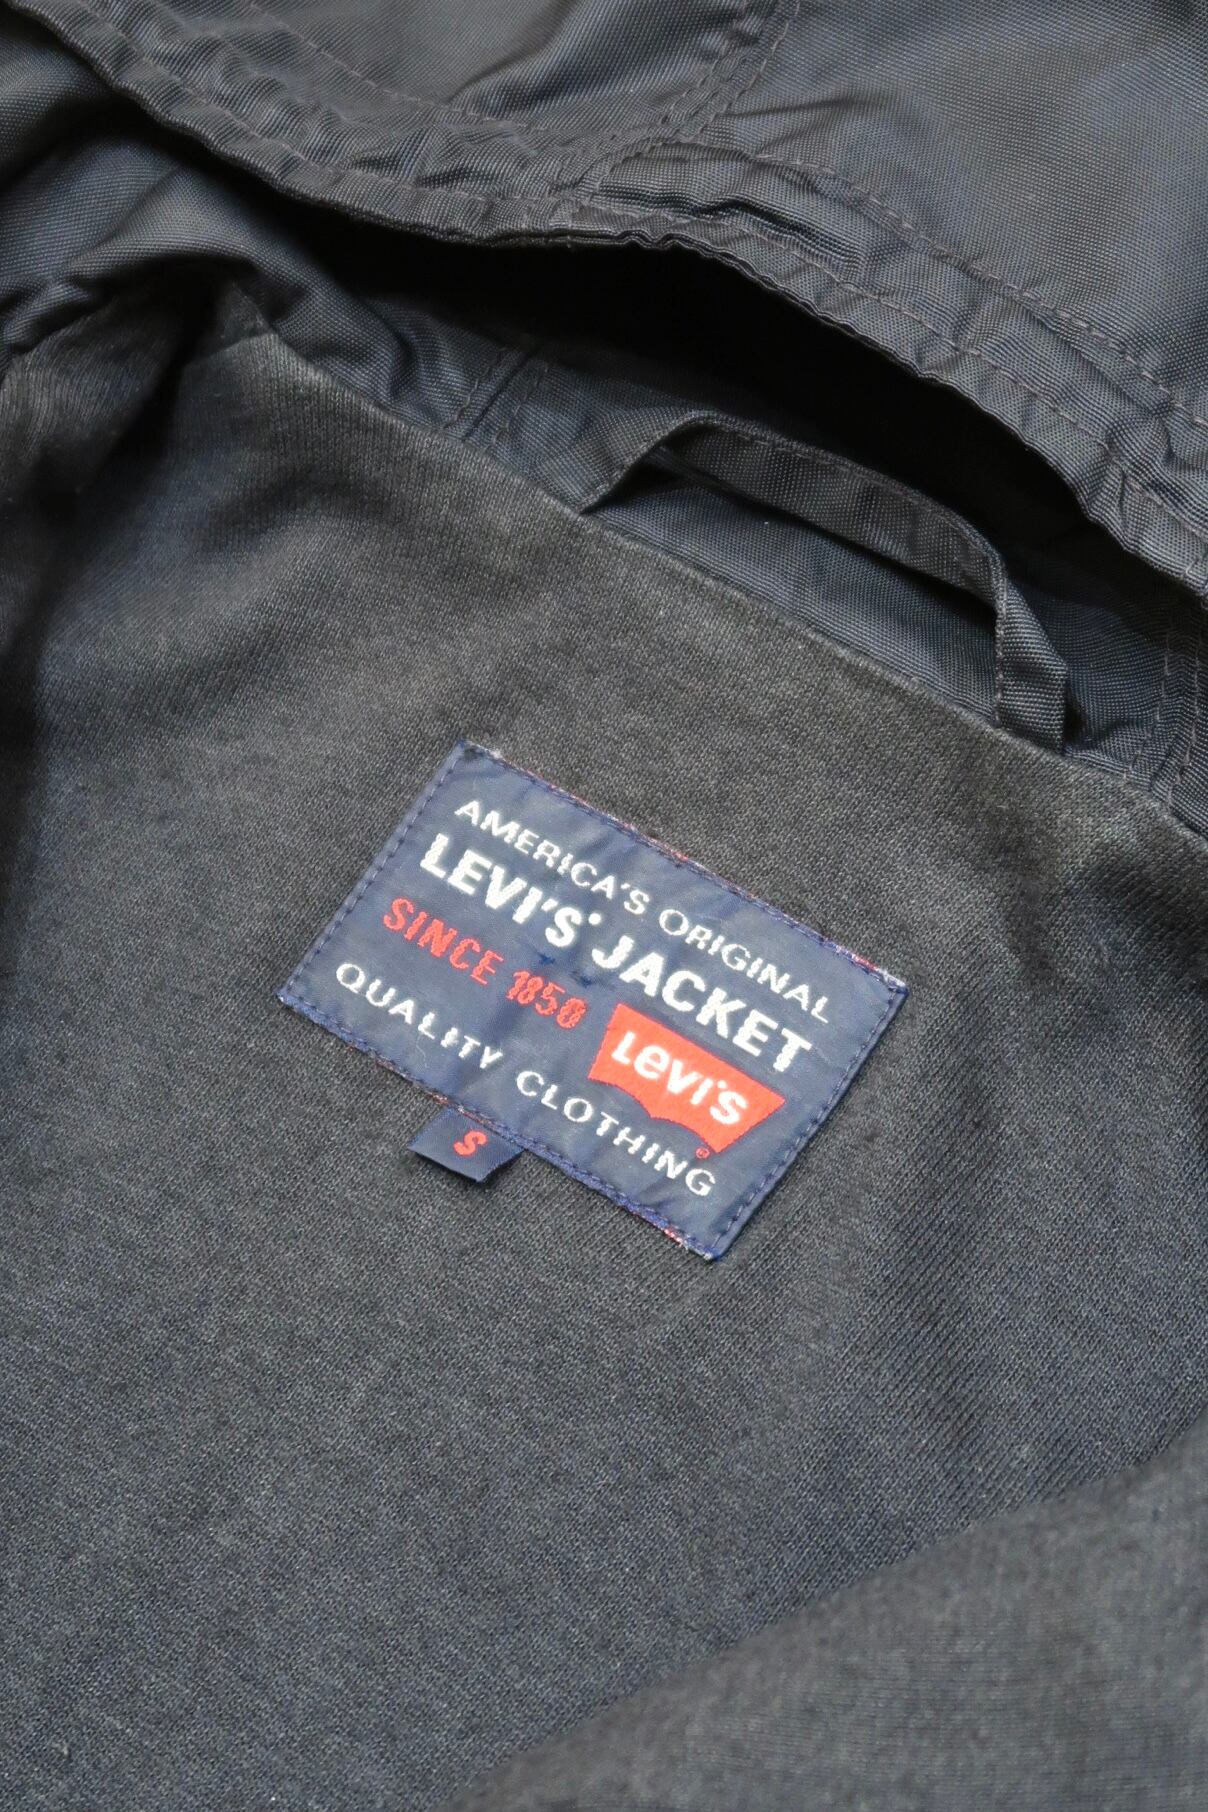 AMERICA'S ORIGINAL
LEVI'S® JACKET
SINCE 1850
LEVI'S
®
QUALITY CLOTHING
S